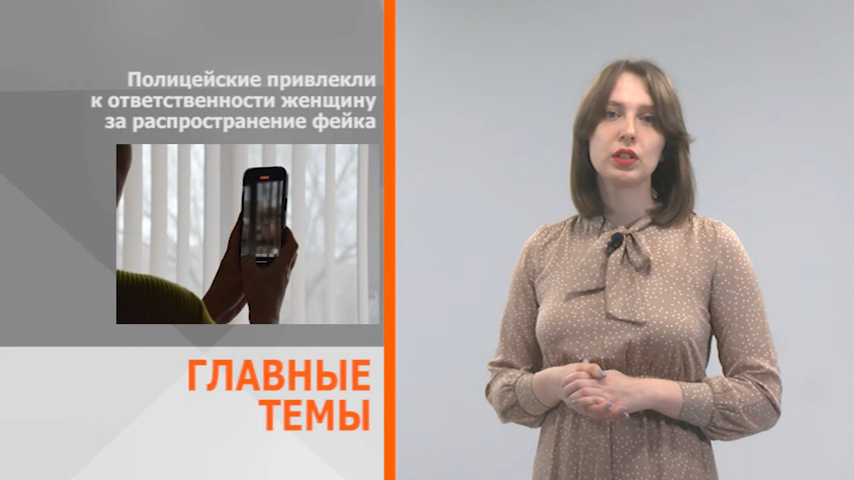 Полицейские привлекли
к ответственности женщину
за распространение фейка
ГЛАВНЫЕ
ТЕМЫ